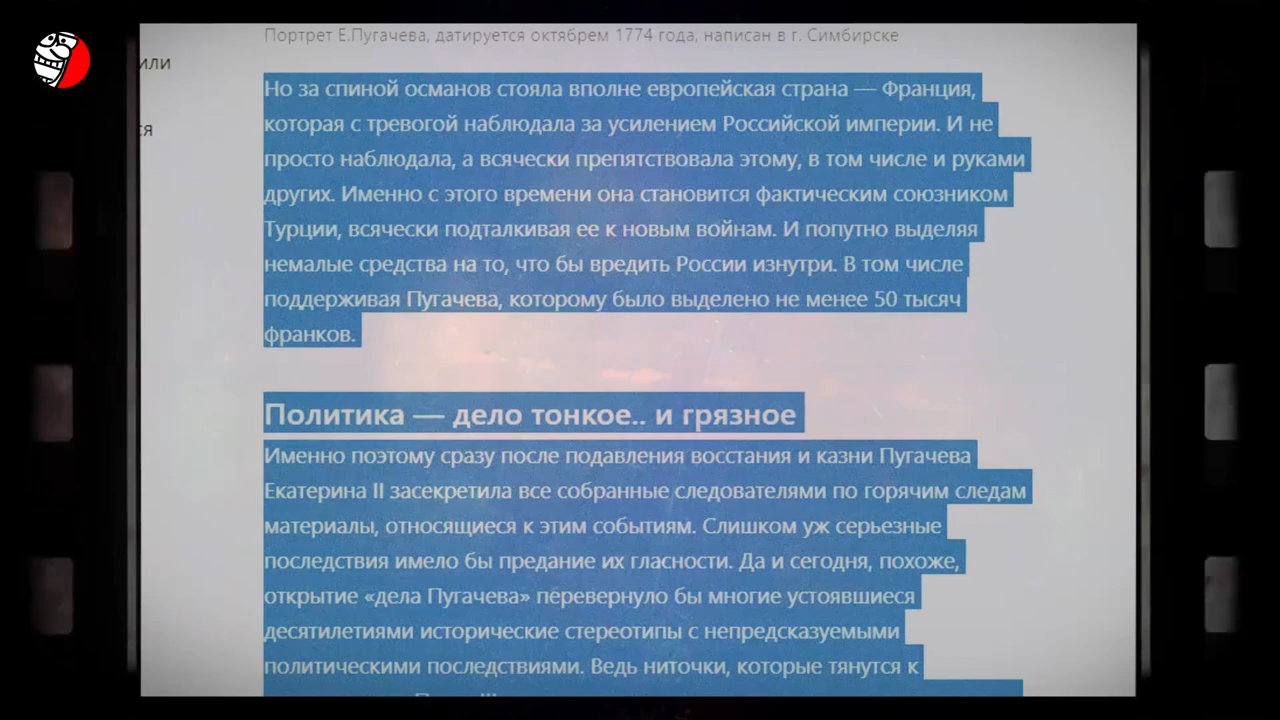 Портрет Е.Пугачева, датируется октябрем 1774 года, написан в г. Симбирске
или
ся
Но за спиной османов стояла вполне европейская страна — Франция,
которая с тревогой наблюдала за усилением Российской империи. И не
просто наблюдала, а всячески препятствовала этому, в том числе и руками
других. Именно с этого времени она становится фактическим союзником
Турции, всячески подталкивая ее к новым войнам. И попутно выделяя
немалые средства на то, что бы вредить России изнутри. В том числе
поддерживая Пугачева, которому было выделено не менее 50 тысяч
франков.
Политика — дело тонкое.. и грязное
Именно поэтому сразу после подавления восстания и казни Пугачева
Екатерина II засекретила все собранные следователями по горячим следам
материалы, относящиеся к этим событиям. Слишком уж серьезные
последствия имело бы предание их гласности. Да и сегодня, похоже,
открытие «дела Пугачева» перевернуло бы многие устоявшиеся
десятилетиями исторические стереотипы с непредсказуемыми
политическими последствиями. Ведь ниточки, которые тянутся к